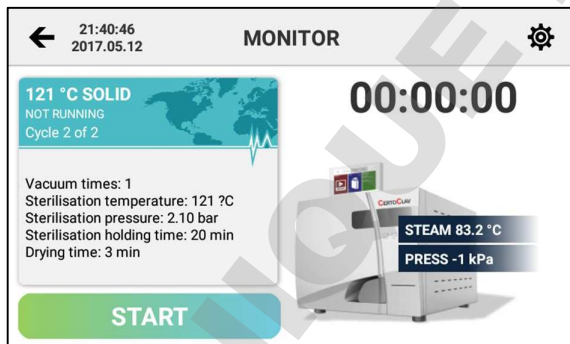 21:40:46
2017.05.12
MONITOR
121 °C SOLID
NOT RUNNING
Cycle 2 of 2
Vacuum times: 1
Sterilisation temperature: 121 ?C
Sterilisation pressure: 2.10 bar
Sterilisation holding time: 20 min
Drying time: 3 min
START
00:00:00
CERTOCLAV
STEAM 83.2 °C
PRESS -1 kPa